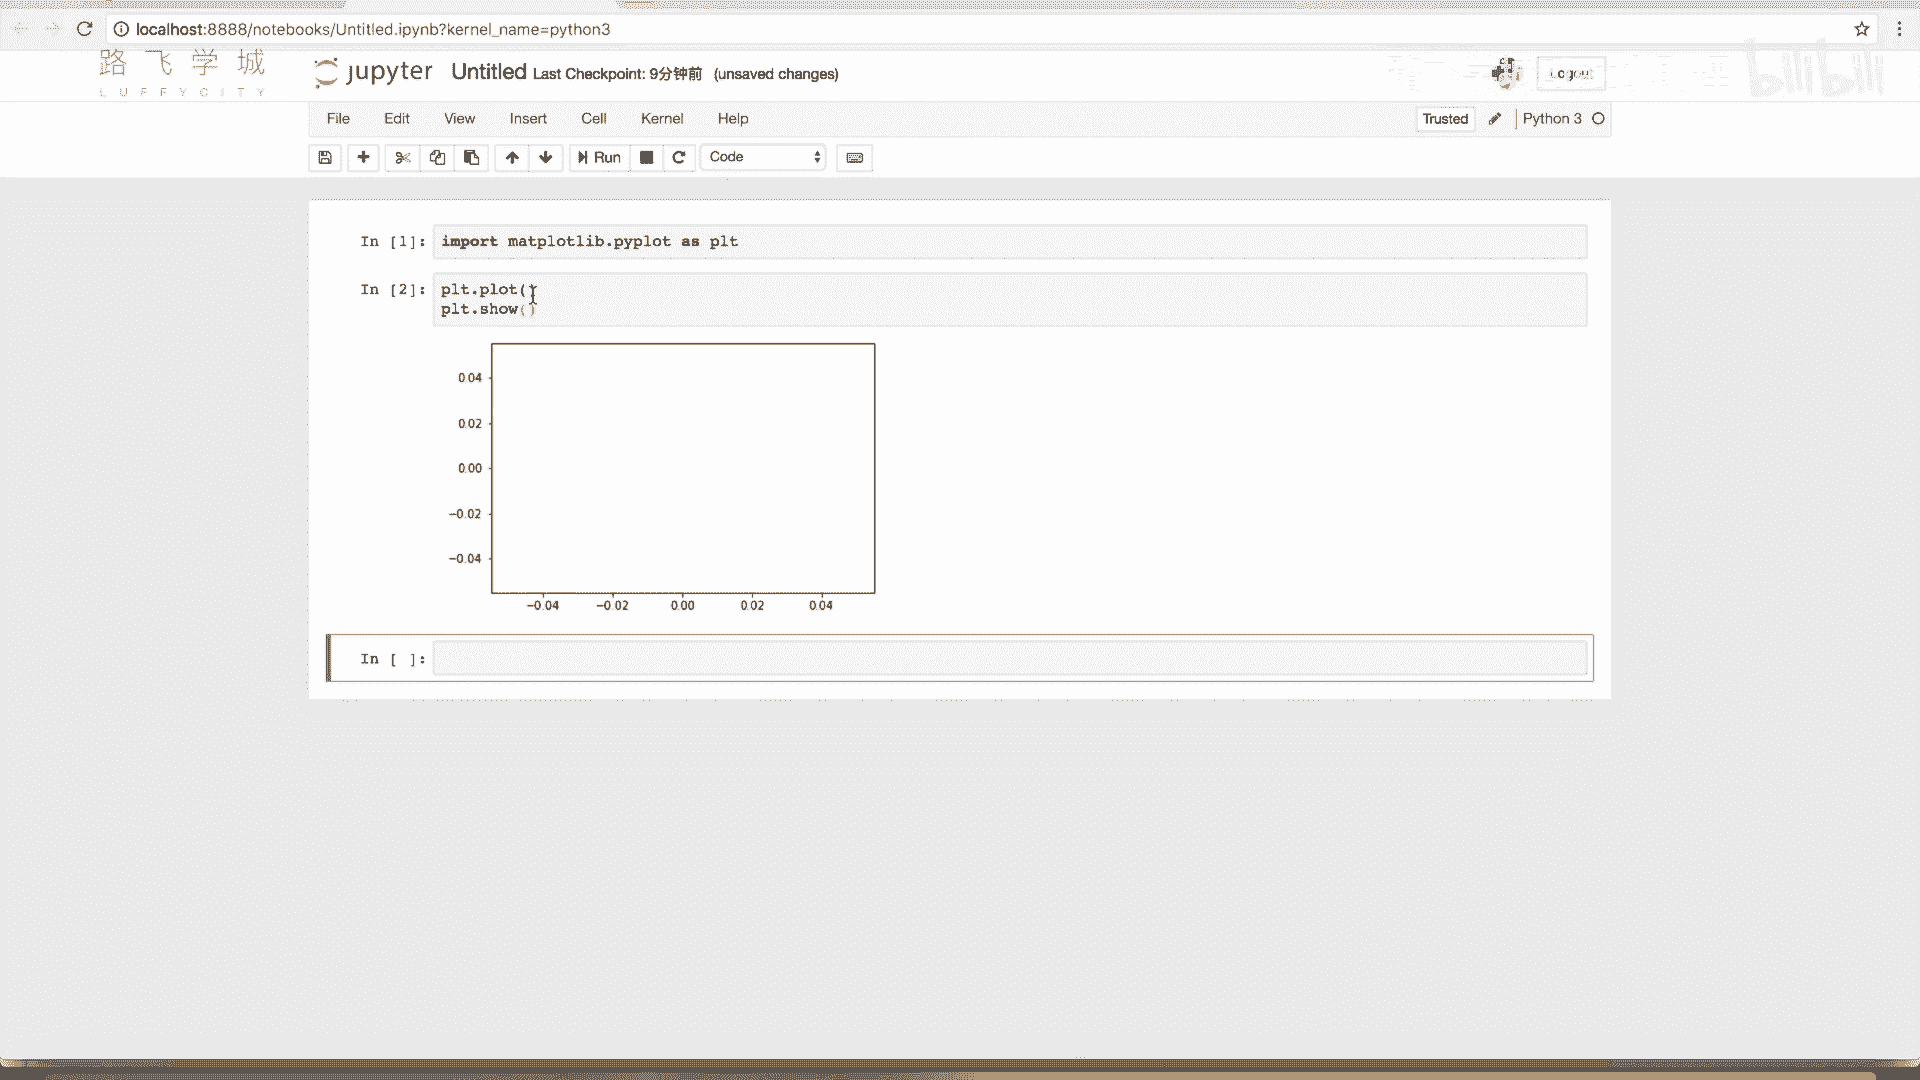 localhost:8888/notebooks/Untitled.ipynb?kernel_name=python3
路飞学城
LUFFYCITY
jupyter Untitled Last Checkpoint: 9分钟前 (unsaved changes)
Logout
bilibili
File Edit View Insert Cell Kernel Help
Trusted
Python 3
Run
Code
In [1]: import matplotlib.pyplot as plt
In [2]: plt.plot()
plt.show()
0.04
0.02
0.00
−0.02
−0.04
−0.04 −0.02 0.00 0.02 0.04
In [ ]: